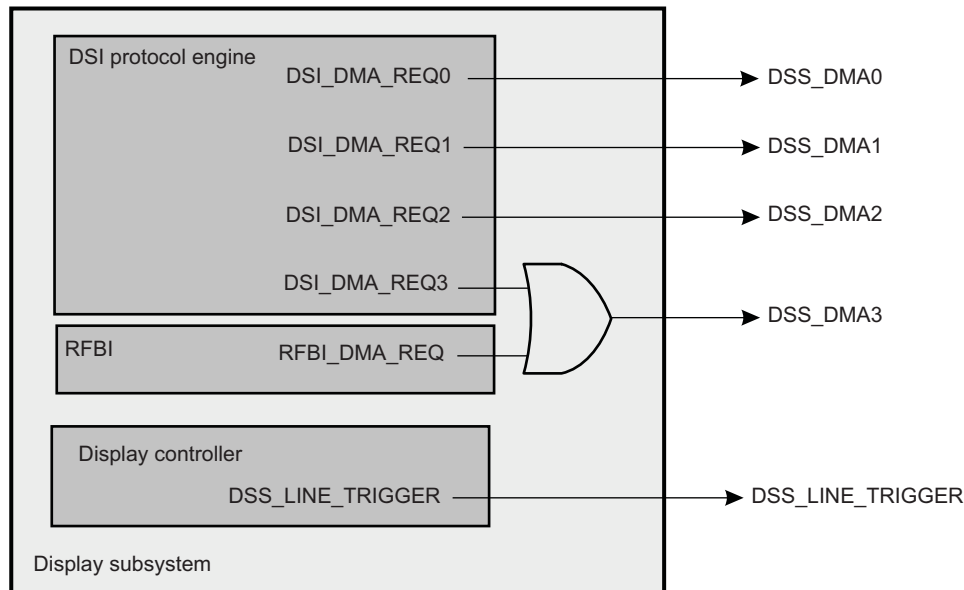 DSI protocol engine
DSI_DMA_REQ0
DSS_DMA0
DSI_DMA_REQ1
DSS_DMA1
DSI_DMA_REQ2
DSS_DMA2
DSI_DMA_REQ3
DSS_DMA3
RFBI
RFBI_DMA_REQ
Display controller
DSS_LINE_TRIGGER
DSS_LINE_TRIGGER
Display subsystem